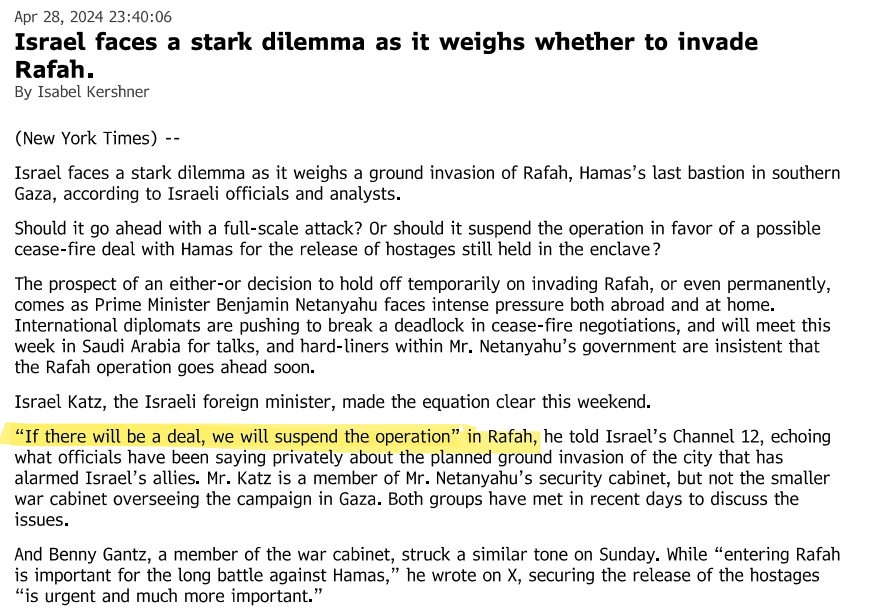 Apr 28, 2024 23:40:06
Israel faces a stark dilemma as it weighs whether to invade
Rafah.
By Isabel Kershner
(New York Times) --
Israel faces a stark dilemma as it weighs a ground invasion of Rafah, Hamas’s last bastion in southern
Gaza, according to Israeli officials and analysts.
Should it go ahead with a full-scale attack? Or should it suspend the operation in favor of a possible
cease-fire deal with Hamas for the release of hostages still held in the enclave?
The prospect of an either-or decision to hold off temporarily on invading Rafah, or even permanently,
comes as Prime Minister Benjamin Netanyahu faces intense pressure both abroad and at home.
International diplomats are pushing to break a deadlock in cease-fire negotiations, and will meet this
week in Saudi Arabia for talks, and hard-liners within Mr. Netanyahu’s government are insistent that
the Rafah operation goes ahead soon.
Israel Katz, the Israeli foreign minister, made the equation clear this weekend.
“If there will be a deal, we will suspend the operation” in Rafah, he told Israel’s Channel 12, echoing
what officials have been saying privately about the planned ground invasion of the city that has
alarmed Israel’s allies. Mr. Katz is a member of Mr. Netanyahu’s security cabinet, but not the smaller
war cabinet overseeing the campaign in Gaza. Both groups have met in recent days to discuss the
issues.
And Benny Gantz, a member of the war cabinet, struck a similar tone on Sunday. While “entering Rafah
is important for the long battle against Hamas,” he wrote on X, securing the release of the hostages
“is urgent and much more important.”